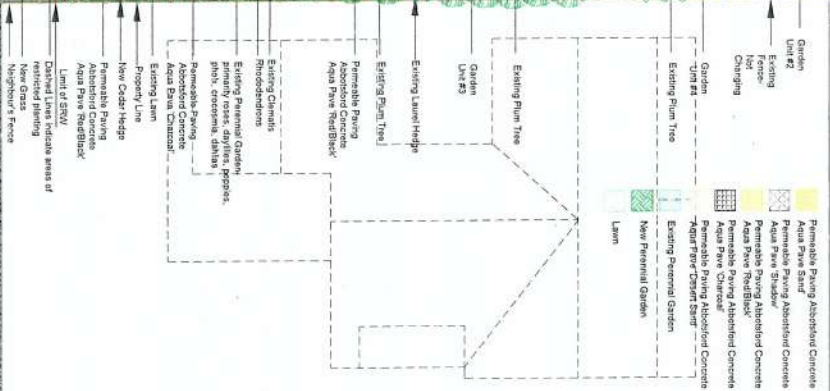 Garden
Unit #2
Existing
Fence-
Not
Changing
Garden
Unit #4
Existing Plum Tree
Existing Plum Tree
Garden
Unit #3
Existing Laurel Hedge
Existing Plum Tree
Permeable Paving
Abbotsford Concrete
Aqua Pave 'Red/Black'
Existing Clematis
Rhododendrons
Existing Perennial Garden-
primarily roses, daylilies, poppies,
phlox, crocosmia, dahlias
Permeable Paving
Abbotsford Concrete
Aqua Pave 'Charcoal'
Existing Lawn
Property Line
New Cedar Hedge
Permeable Paving
Abbotsford Concrete
Aqua Pave 'Red/Black'
Limit of SRW
Dashed Lines indicate areas of
restricted planting
New Grass
Neighbour's Fence
Permeable Paving Abbotsford Concrete
Aqua Pave 'Sand'
Permeable Paving Abbotsford Concrete
Aqua Pave 'Shadow'
Permeable Paving Abbotsford Concrete
Aqua Pave 'Red/Black'
Permeable Paving Abbotsford Concrete
Aqua Pave 'Charcoal'
Permeable Paving Abbotsford Concrete
Aqua Pave 'Desert Sand'
Existing Perennial Garden
New Perennial Garden
Lawn